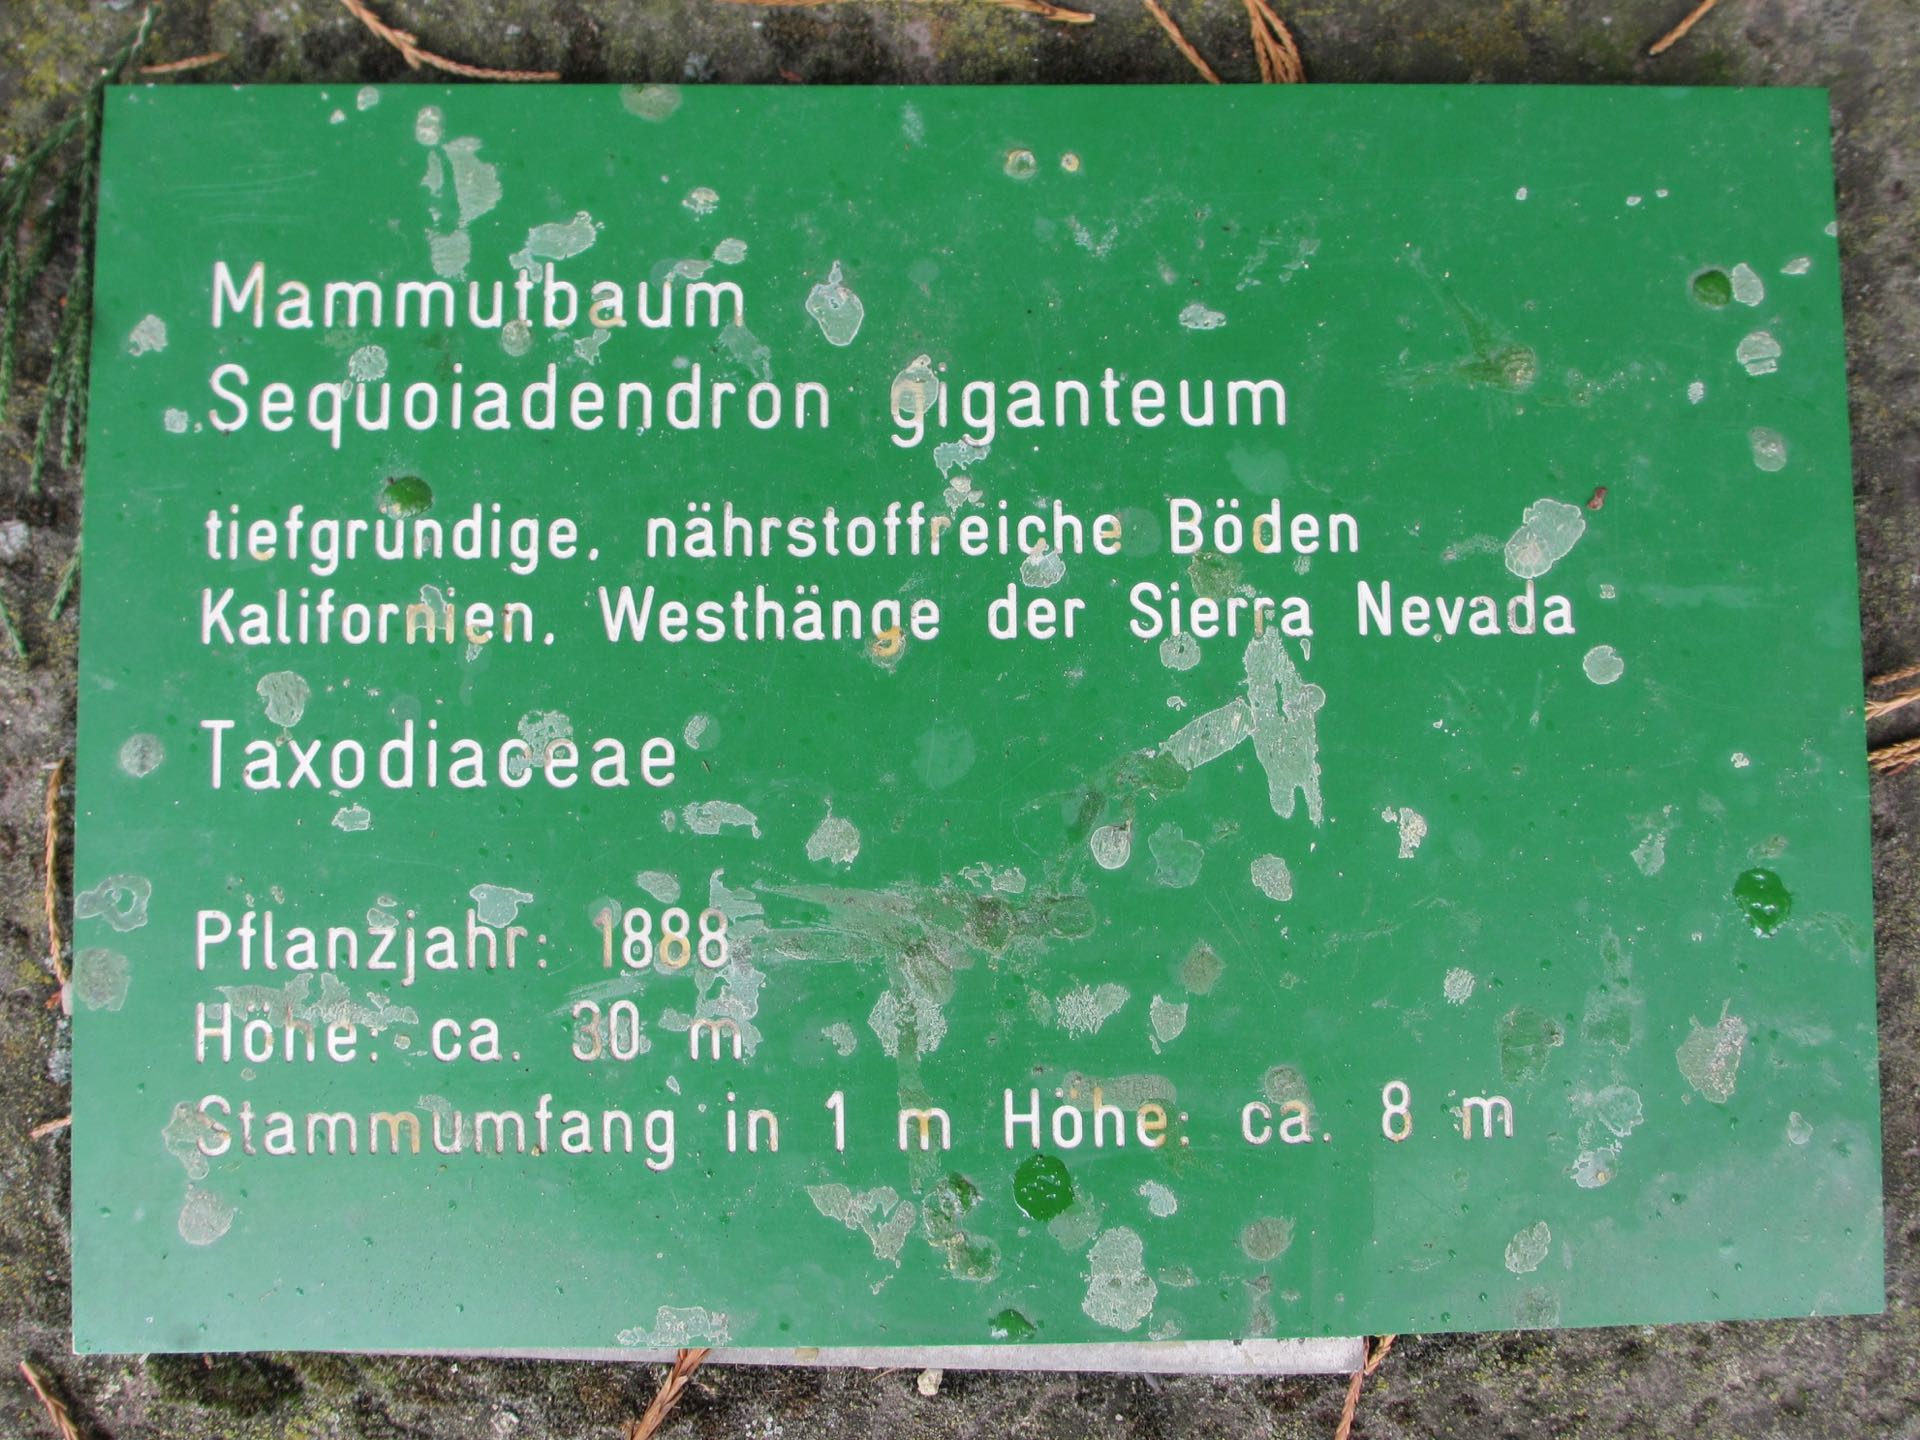 Mammutbaum
Sequoiadendron giganteum
tiefgründige, nährstoffreiche Böden
Kalifornien, Westhänge der Sierra Nevada
Taxodiaceae
Pflanzjahr: 1888
Höhe: ca. 30 m
Stammumfang in 1 m Höhe: ca. 8 m